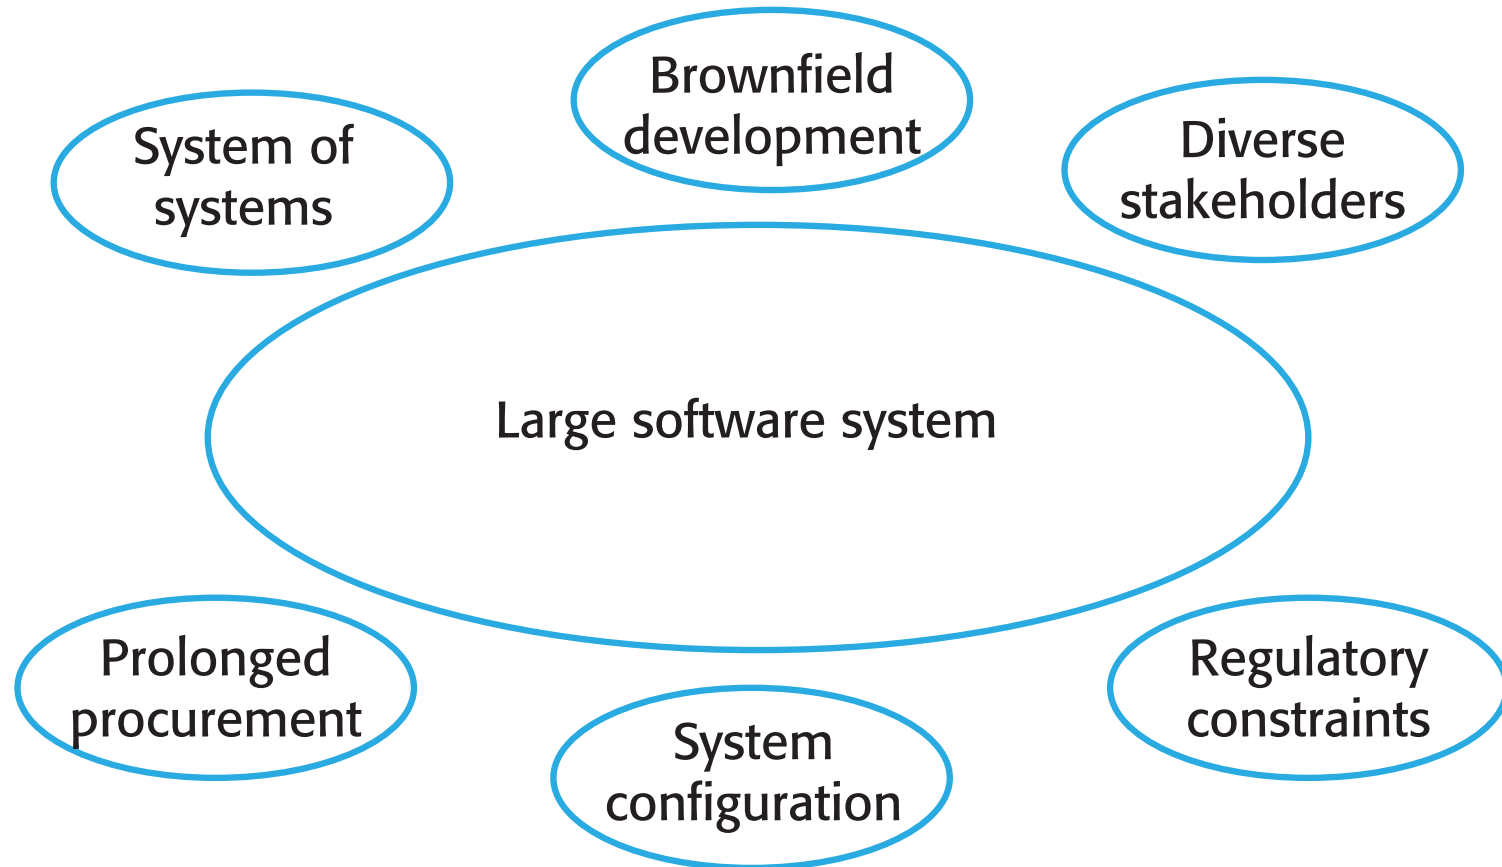 Brownfield
development
System of
systems
Diverse
stakeholders
Large software system
Prolonged
procurement
System
configuration
Regulatory
constraints